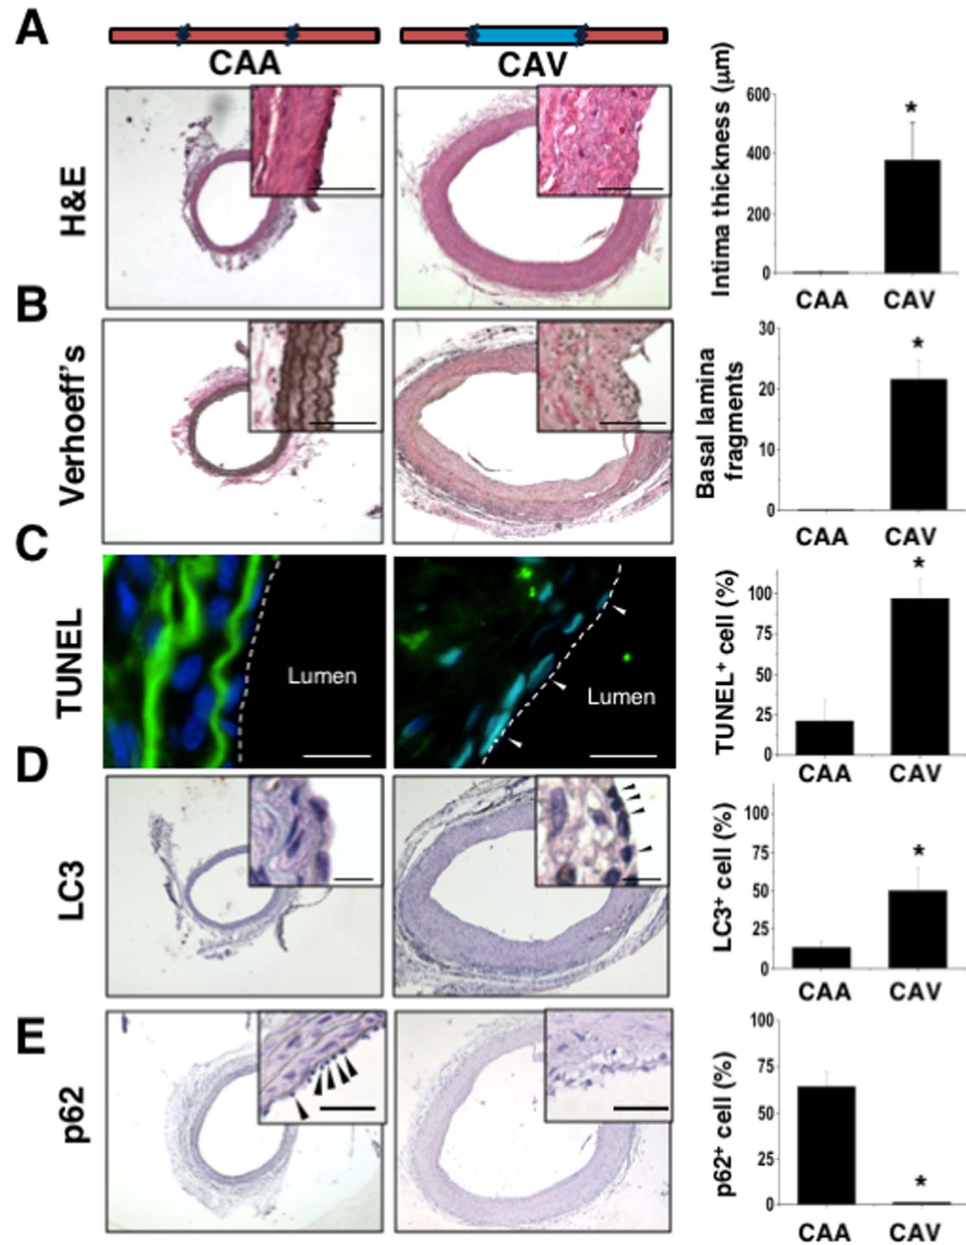 A
CAA
CAV
H&E
Intima thickness (μm)
600
400
200
0
*
CAA
CAV
B
Verhoeff's
Basal lamina
fragments
30
20
10
0
*
CAA
CAV
C
TUNEL
Lumen
Lumen
TUNEL⁺ cell (%)
100
75
50
25
0
*
CAA
CAV
D
LC3
LC3⁺ cell (%)
100
75
50
25
0
*
CAA
CAV
E
p62
p62⁺ cell (%)
100
75
50
25
0
*
CAA
CAV